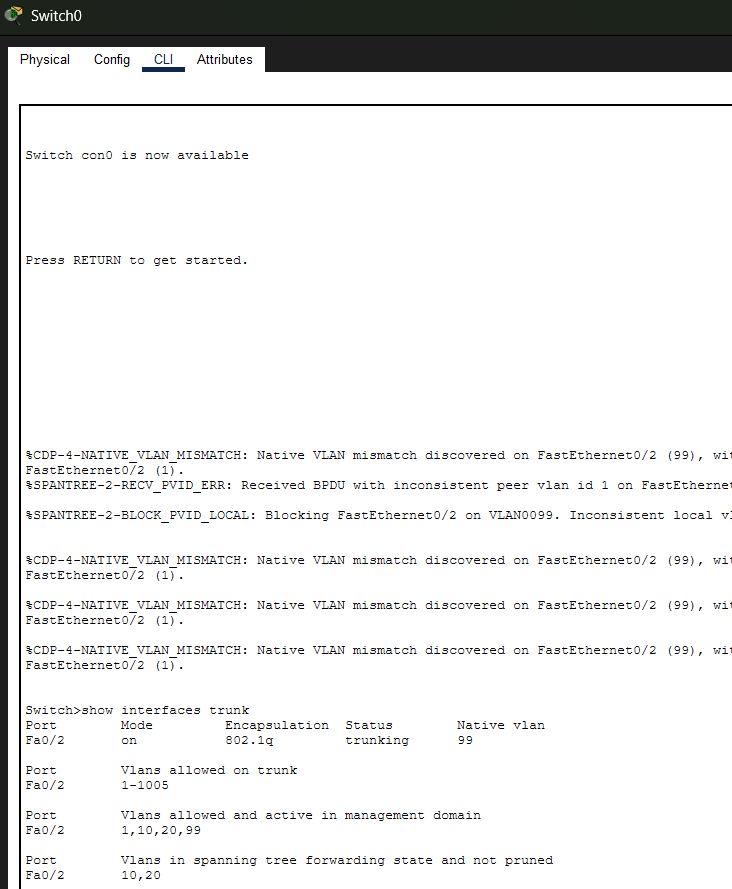 Switch0
Physical Config CLI Attributes
Switch con0 is now available
Press RETURN to get started.
%CDP-4-NATIVE_VLAN_MISMATCH: Native VLAN mismatch discovered on FastEthernet0/2 (99),
FastEthernet0/2 (1).
%SPANTREE-2-RECV_PVID_ERR: Received BPDU with inconsistent peer vlan id 1 on FastEthernet
%SPANTREE-2-BLOCK_PVID_LOCAL: Blocking FastEthernet0/2 on VLAN0099. Inconsistent local
%CDP-4-NATIVE_VLAN_MISMATCH: Native VLAN mismatch discovered on FastEthernet0/2 (99),
FastEthernet0/2 (1).
%CDP-4-NATIVE_VLAN_MISMATCH: Native VLAN mismatch discovered on FastEthernet0/2 (99),
FastEthernet0/2 (1).
%CDP-4-NATIVE_VLAN_MISMATCH: Native VLAN mismatch discovered on FastEthernet0/2 (99),
FastEthernet0/2 (1).
Switch>show interfaces trunk
Port Mode Encapsulation Status Native vlan
Fa0/2 on 802.1q trunking 99
Port Vlans allowed on trunk
Fa0/2 1-1005
Port Vlans allowed and active in management domain
Fa0/2 1,10,20,99
Port Vlans in spanning tree forwarding state and not pruned
Fa0/2 10,20